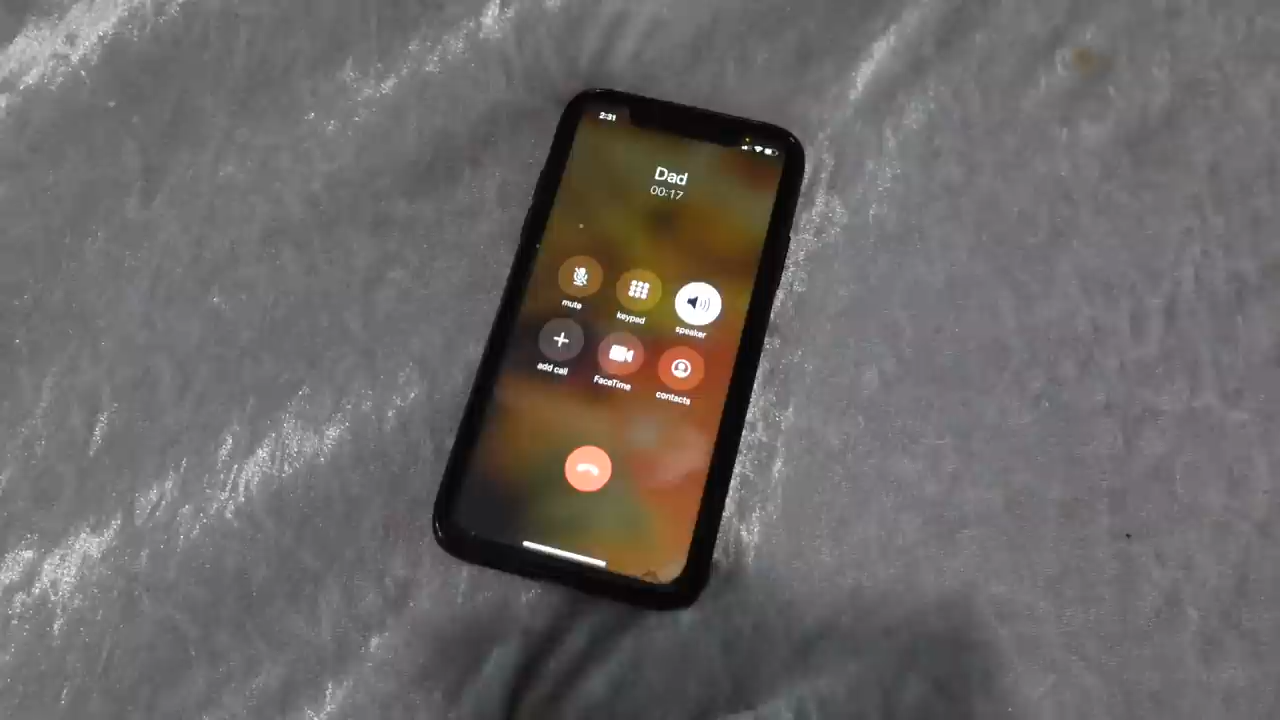 2:31
Dad
00:17
mute
keypad
speaker
add call
FaceTime
contacts